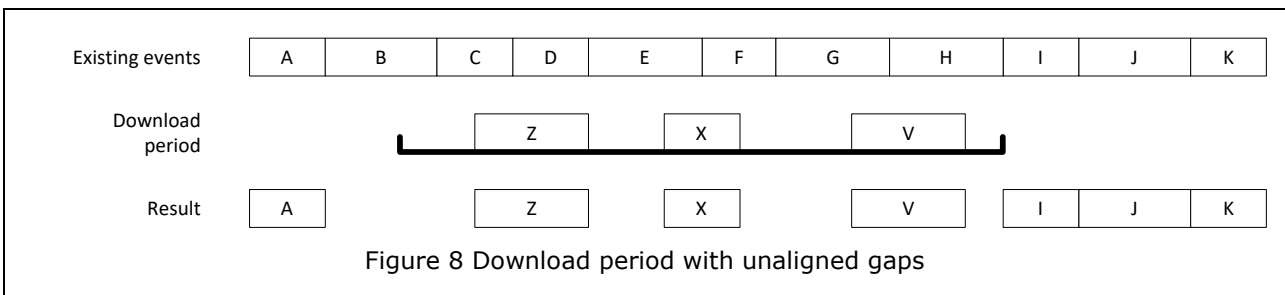 Existing events A B C D E F G H I J K
Download
period
Z X V
Result A Z X V I J K
Figure 8 Download period with unaligned gaps